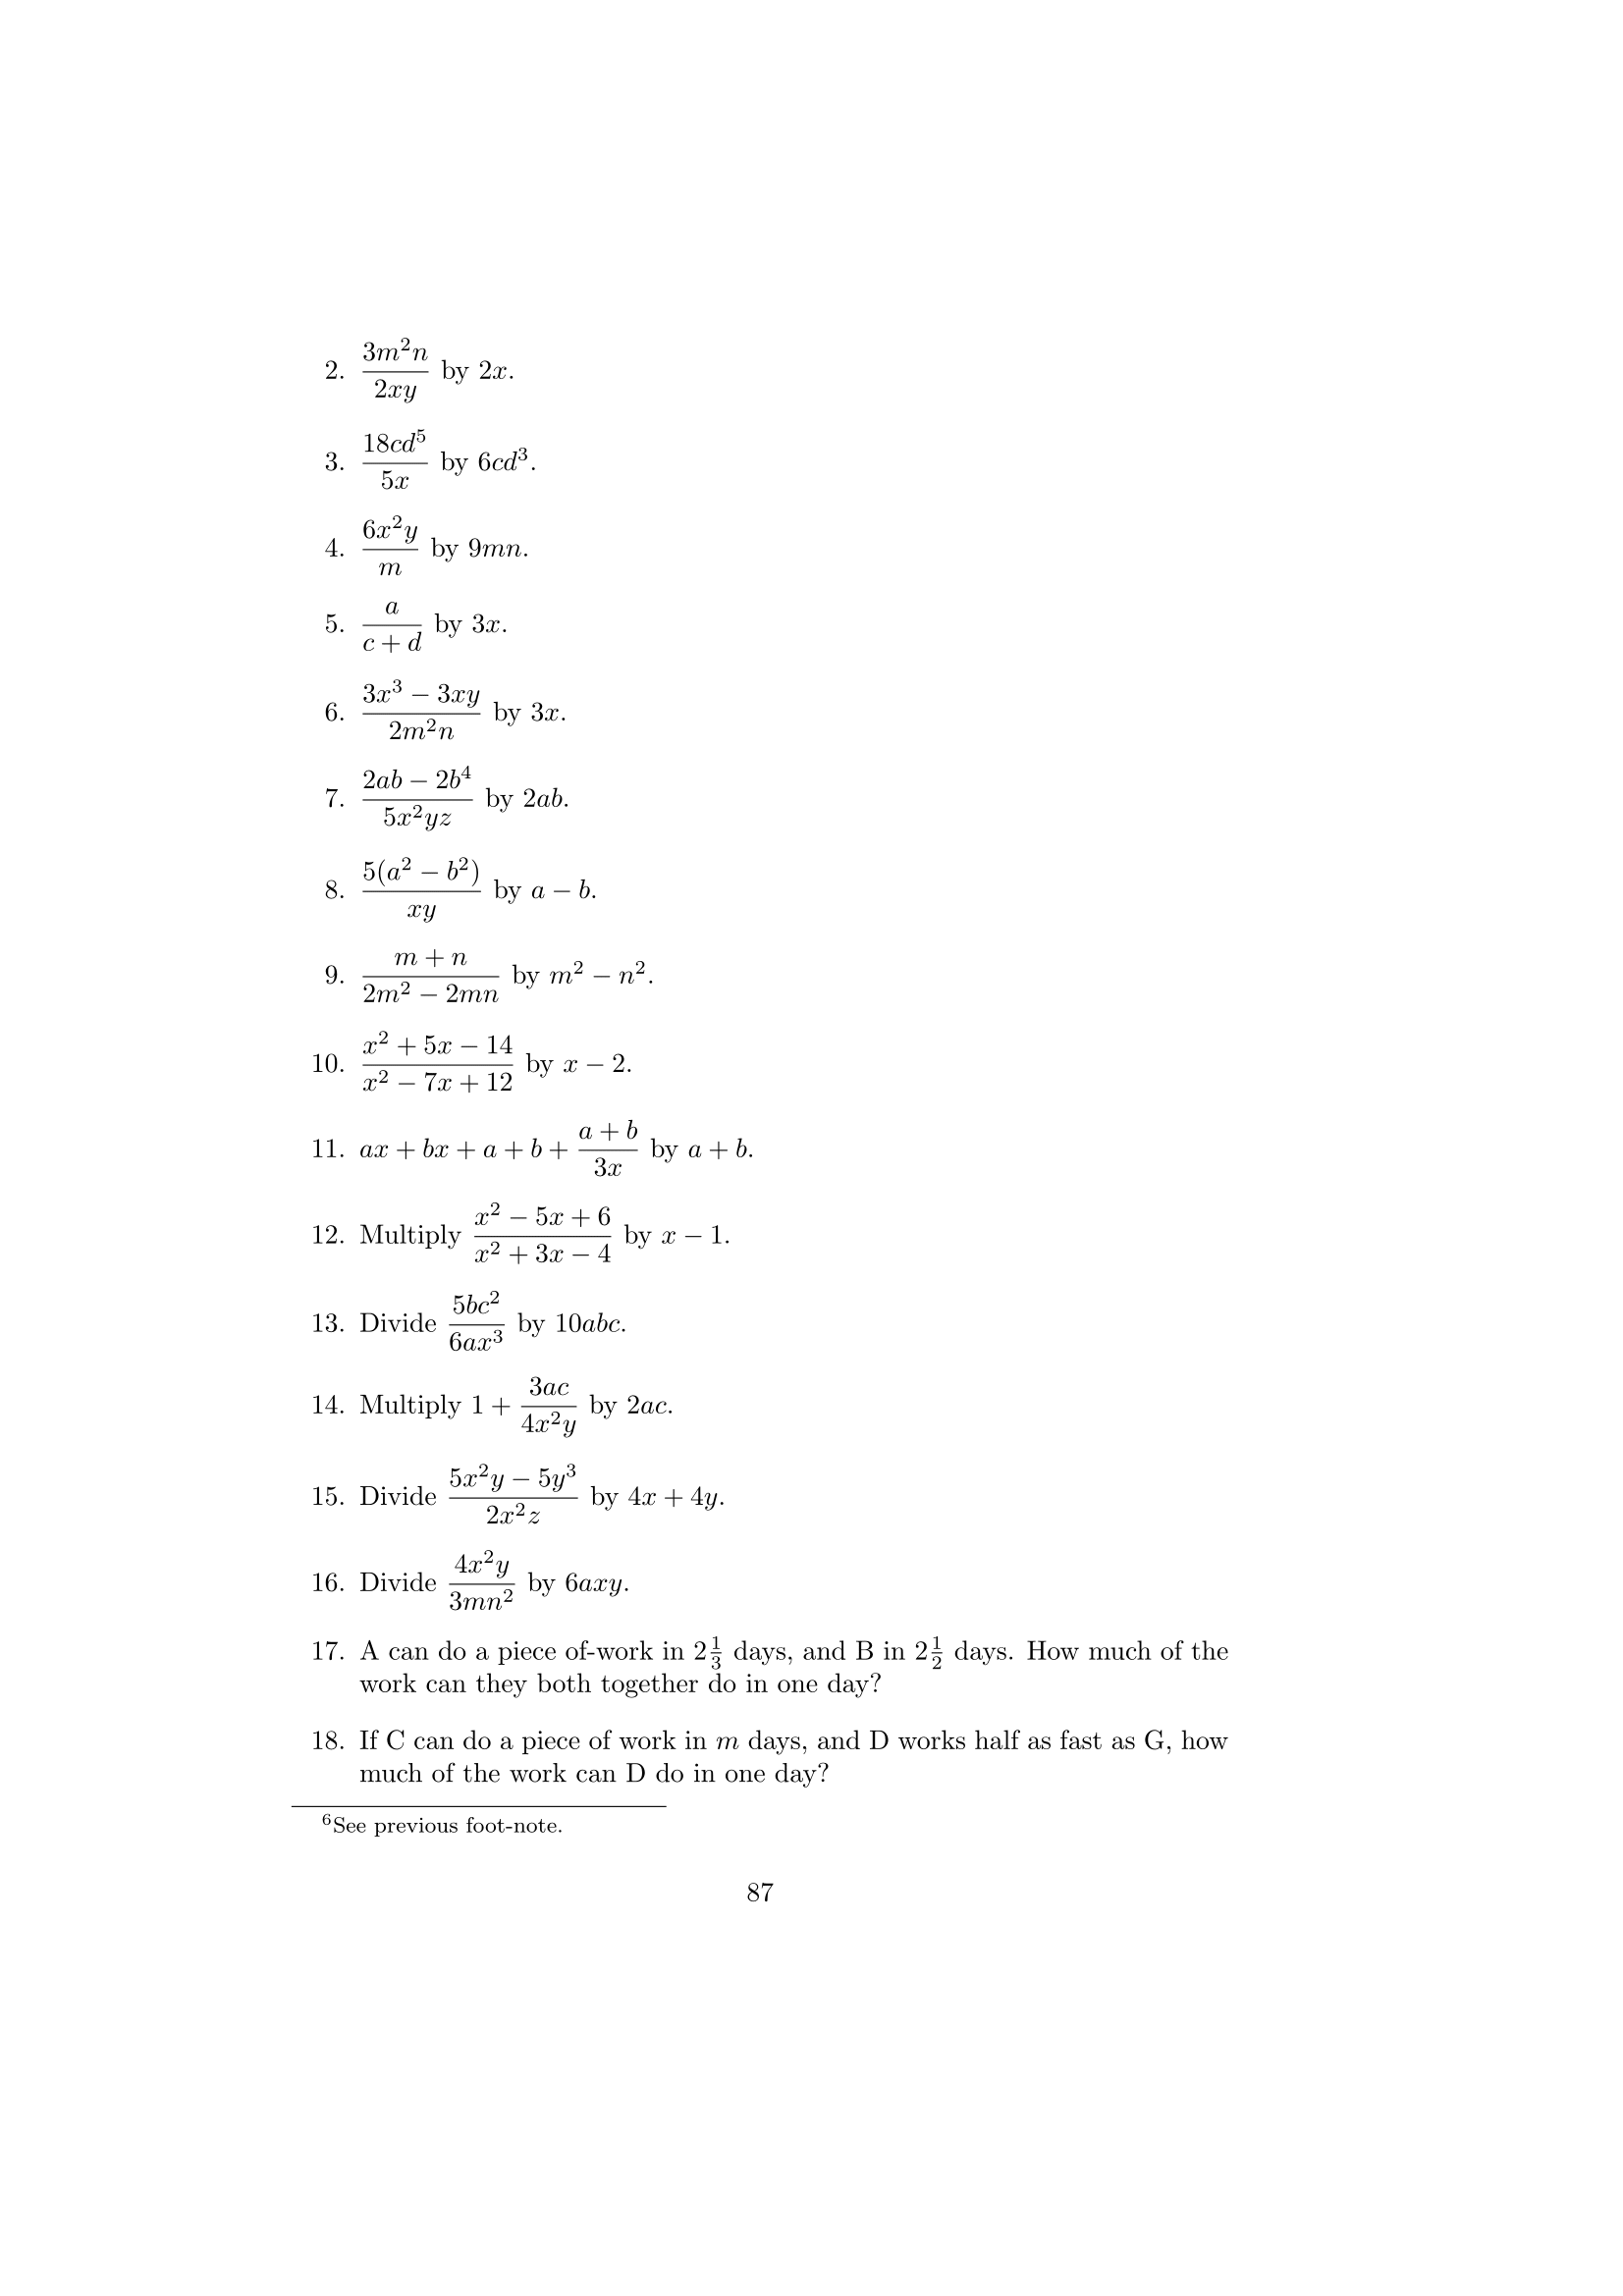 2. \frac{3m^2n}{2xy} by 2x.
3. \frac{18cd^5}{5x} by 6cd^3.
4. \frac{6x^2y}{m} by 9mn.
5. \frac{a}{c+d} by 3x.
6. \frac{3x^3 − 3xy}{2m^2n} by 3x.
7. \frac{2ab − 2b^4}{5x^2yz} by 2ab.
8. \frac{5(a^2 − b^2)}{xy} by a − b.
9. \frac{m + n}{2m^2 − 2mn} by m^2 − n^2.
10. \frac{x^2 + 5x − 14}{x^2 − 7x + 12} by x − 2.
11. ax + bx + a + b + \frac{a + b}{3x} by a + b.
12. Multiply \frac{x^2 − 5x + 6}{x^2 + 3x − 4} by x − 1.
13. Divide \frac{5bc^2}{6ax^3} by 10abc.
14. Multiply 1 + \frac{3ac}{4x^2y} by 2ac.
15. Divide \frac{5x^2y − 5y^3}{2x^2z} by 4x + 4y.
16. Divide \frac{4x^2y}{3mn^2} by 6axy.
17. A can do a piece of-work in 2\frac{1}{3} days, and B in 2\frac{1}{2} days. How much of the
work can they both together do in one day?
18. If C can do a piece of work in m days, and D works half as fast as G, how
much of the work can D do in one day?
^6See previous foot-note.
87